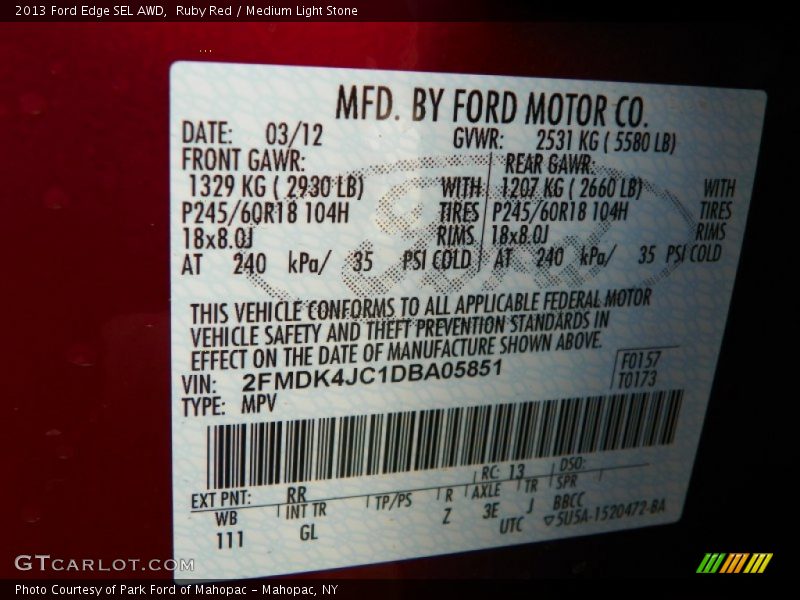 2013 Ford Edge SEL AWD,  Ruby Red / Medium Light Stone
MFD. BY FORD MOTOR CO.
DATE: 03/12 GVWR: 2531 KG ( 5580 LB)
FRONT GAWR: REAR GAWR:
1329 KG ( 2930 LB) WITH 1207 KG ( 2660 LB) WITH
P245/60R18 104H TIRES P245/60R18 104H TIRES
18x8.0J RIMS 18x8.0J RIMS
AT 240 kPa/ 35 PSI COLD AT 240 kPa/ 35 PSI COLD
THIS VEHICLE CONFORMS TO ALL APPLICABLE FEDERAL MOTOR
VEHICLE SAFETY AND THEFT PREVENTION STANDARDS IN
EFFECT ON THE DATE OF MANUFACTURE SHOWN ABOVE.
VIN: 2FMDK4JC1DBA05851 F0157
TYPE: MPV T0173
EXT PNT: RR RC: 13 DSO:
WB INT TR TP/PS R AXLE TR SPR
111 GL Z 3E J BBCC
UTC ▽5U5A-1520472-BA
GTCARLOT.COM
Photo Courtesy of Park Ford of Mahopac - Mahopac, NY